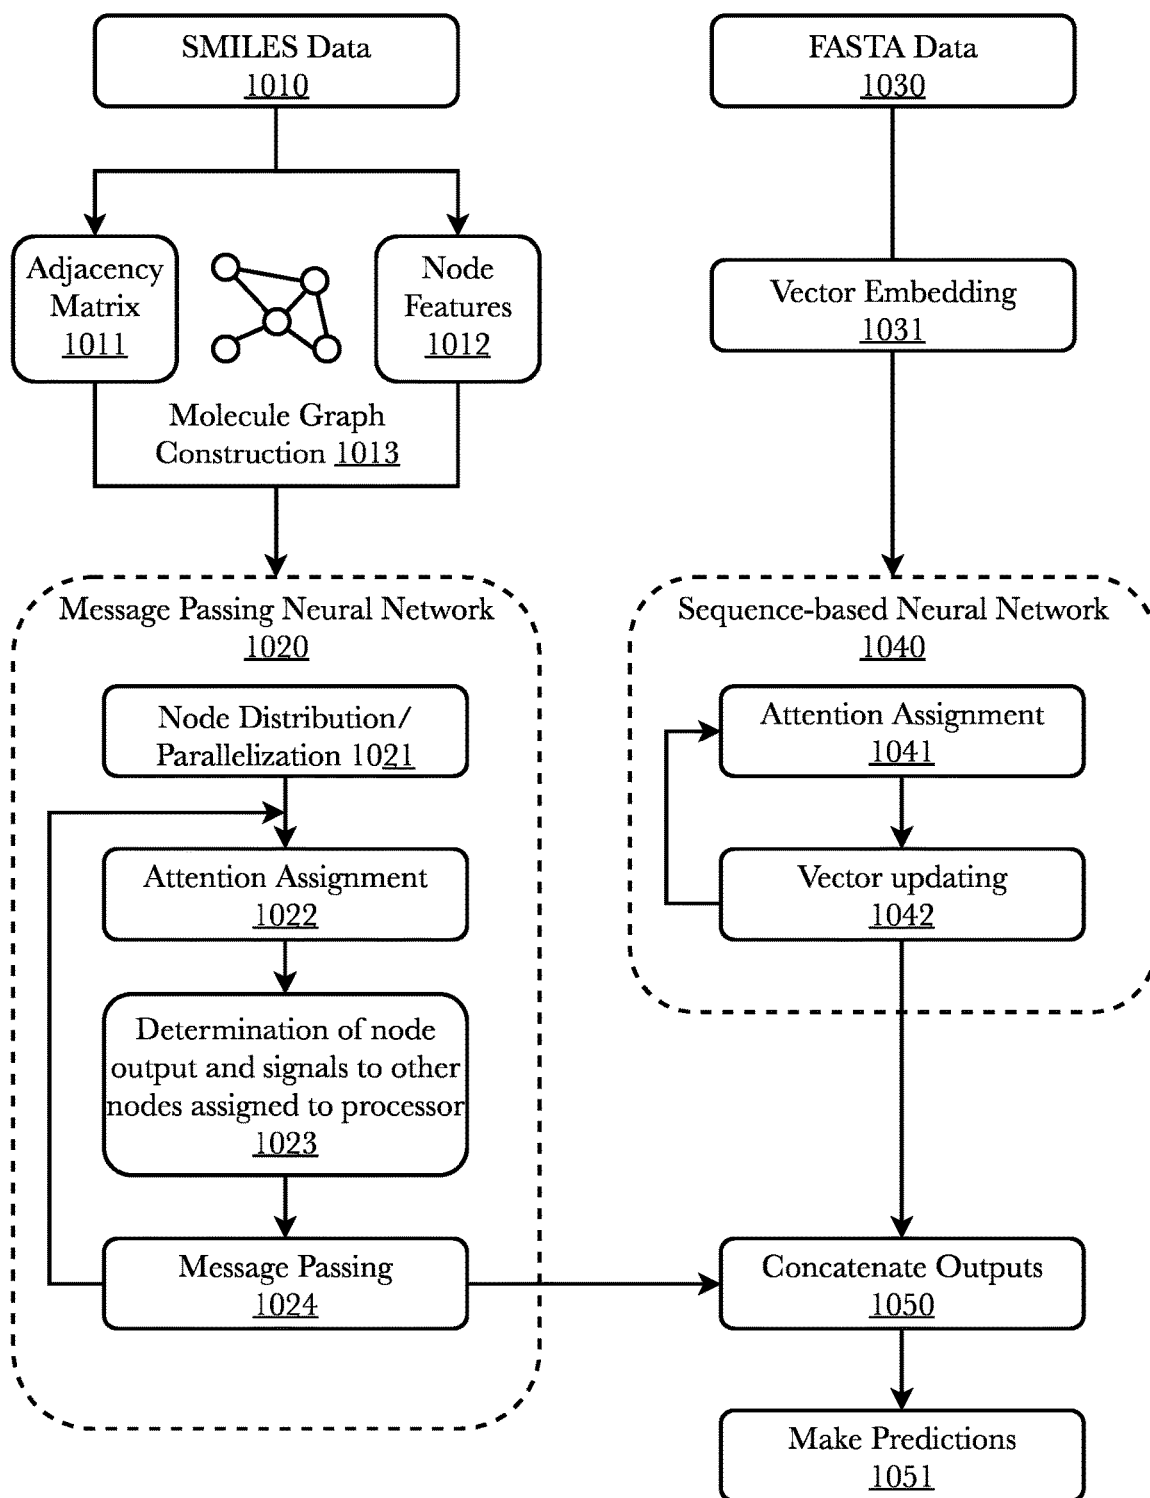 SMILES Data
1010
FASTA Data
1030
Adjacency
Matrix
1011
Node
Features
1012
Vector Embedding
1031
Molecule Graph
Construction 1013
Message Passing Neural Network
1020
Node Distribution/
Parallelization 1021
Attention Assignment
1022
Determination of node
output and signals to other
nodes assigned to processor
1023
Message Passing
1024
Sequence-based Neural Network
1040
Attention Assignment
1041
Vector updating
1042
Concatenate Outputs
1050
Make Predictions
1051